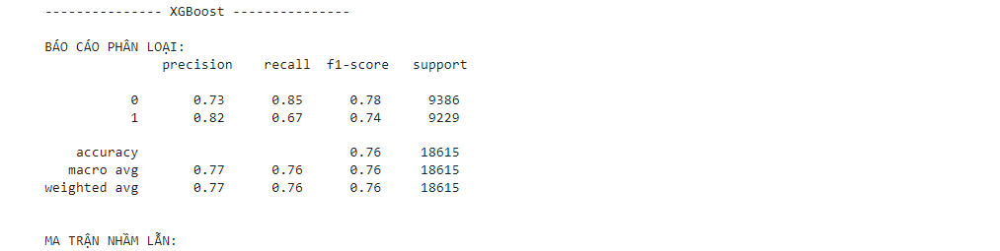 --------------- XGBoost ---------------
BÁO CÁO PHÂN LOẠI:
precision recall f1-score support
0 0.73 0.85 0.78 9386
1 0.82 0.67 0.74 9229
accuracy 0.76 18615
macro avg 0.77 0.76 0.76 18615
weighted avg 0.77 0.76 0.76 18615
MA TRẬN NHẦM LẪN: